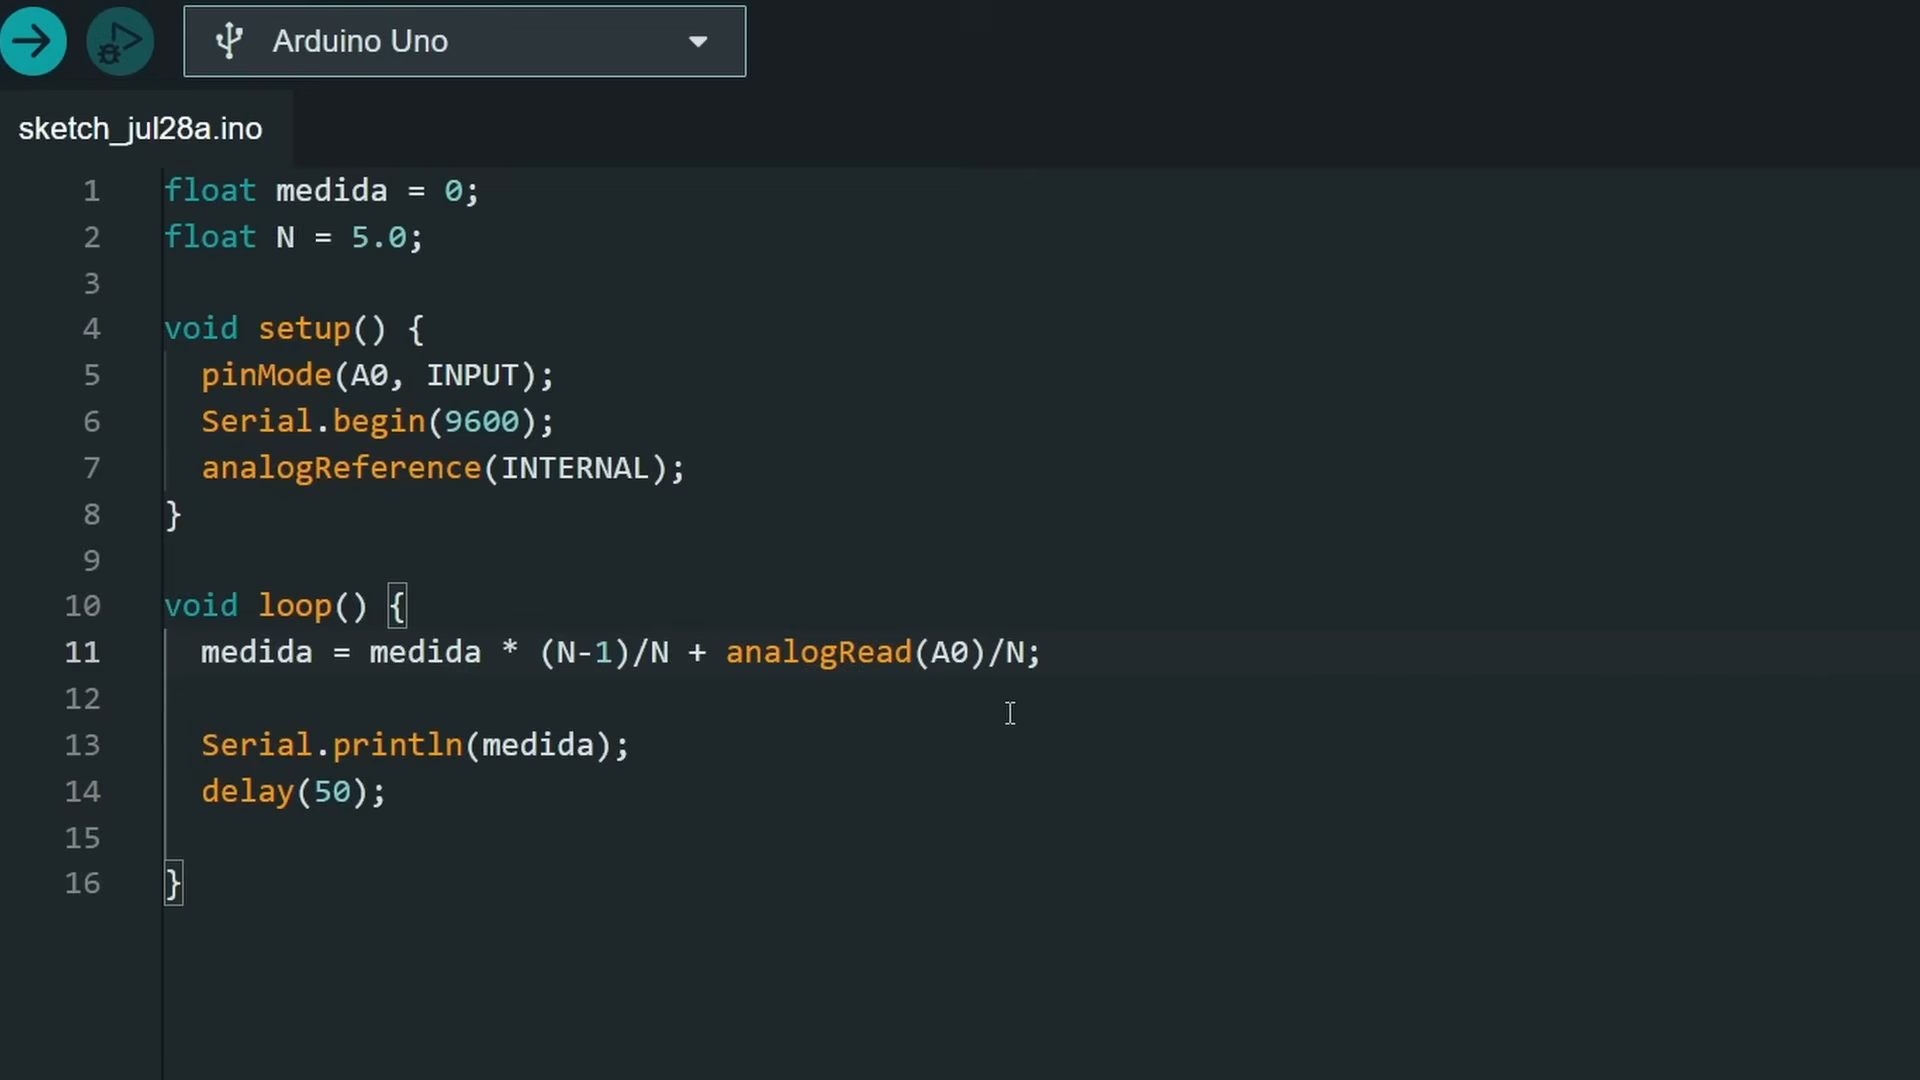 Arduino Uno
sketch_jul28a.ino
1 float medida = 0;
2 float N = 5.0;
3
4 void setup() {
5 pinMode(A0, INPUT);
6 Serial.begin(9600);
7 analogReference(INTERNAL);
8 }
9
10 void loop() {
11 medida = medida * (N-1)/N + analogRead(A0)/N;
12
13 Serial.println(medida);
14 delay(50);
15
16 }